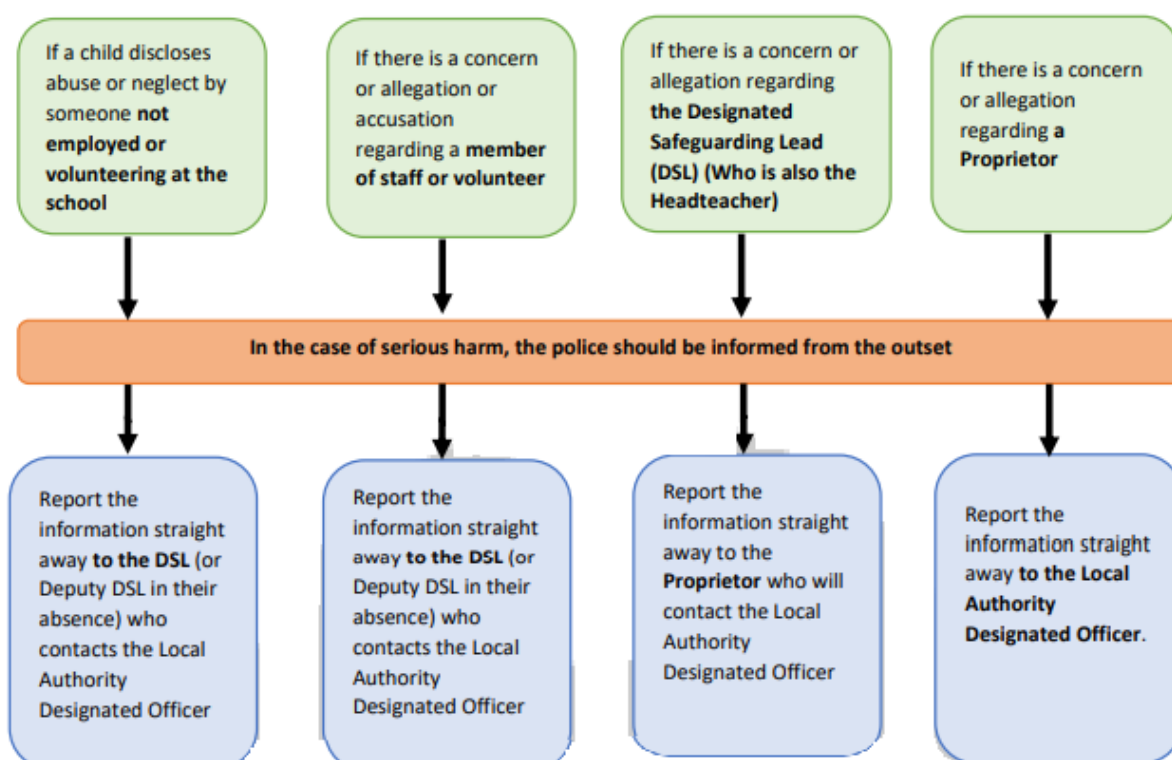 If a child discloses
abuse or neglect by
someone not
employed or
volunteering at the
school
If there is a concern
or allegation or
accusation
regarding a member
of staff or volunteer
If there is a concern or
allegation regarding
the Designated
Safeguarding Lead
(DSL) (Who is also the
Headteacher)
If there is a concern
or allegation
regarding a
Proprietor
In the case of serious harm, the police should be informed from the outset
Report the
information straight
away to the DSL (or
Deputy DSL in their
absence) who
contacts the Local
Authority
Designated Officer
Report the
information straight
away to the DSL (or
Deputy DSL in their
absence) who
contacts the Local
Authority
Designated Officer
Report the
information straight
away to the
Proprietor who will
contact the Local
Authority
Designated Officer
Report the
information straight
away to the Local
Authority
Designated Officer.